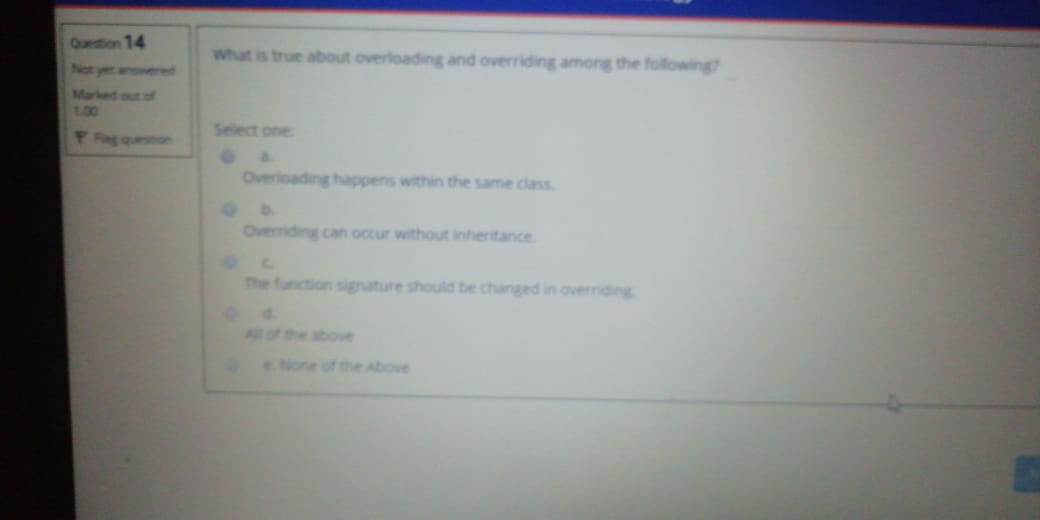 Question 14
Not yet answered
Marked out of
1.00
Flag question
What is true about overloading and overriding among the following?
Select one:
a.
Overloading happens within the same class.
b.
Overriding can occur without inheritance.
c.
The function signature should be changed in overriding.
d.
All of the above
e. None of the Above